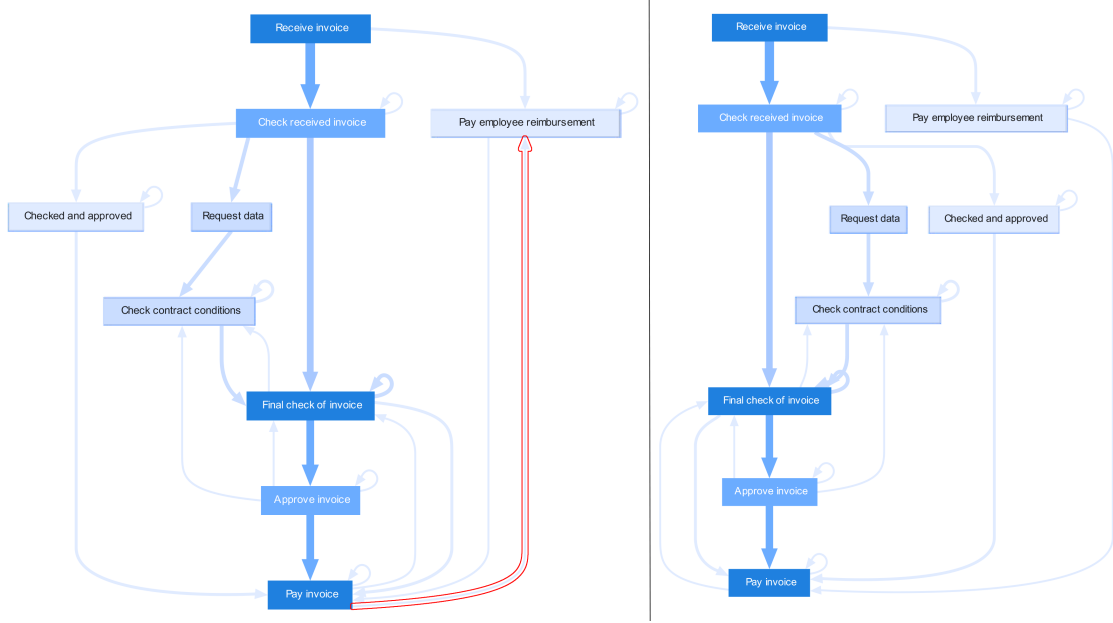 Receive invoice
Check received invoice
Pay employee reimbursement
Checked and approved
Request data
Check contract conditions
Final check of invoice
Approve invoice
Pay invoice
Receive invoice
Check received invoice
Pay employee reimbursement
Request data
Checked and approved
Check contract conditions
Final check of invoice
Approve invoice
Pay invoice